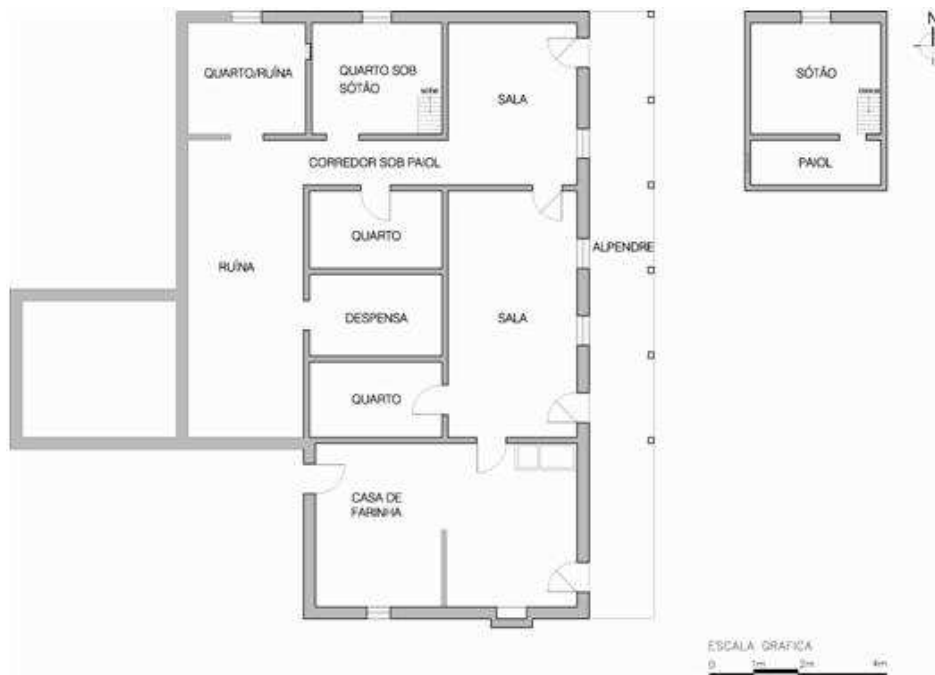 N
QUARTO/RUÍNA
QUARTO SOB
SÓTÃO
SALA
SÓTÃO
CORREDOR SOB PAIOL
PAIOL
QUARTO
ALPENDRE
RUÍNA
DESPENSA
SALA
QUARTO
CASA DE
FARINHA
ESCALA GRAFICA
0 1m 2m 4m